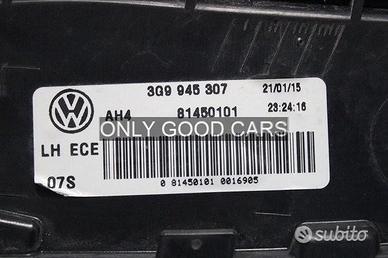 3G9 945 307 21/01/15
AH4 81450101 23:24:16
ONLY GOOD CARS
LH ECE
07S
0 81450101 0016905
subito